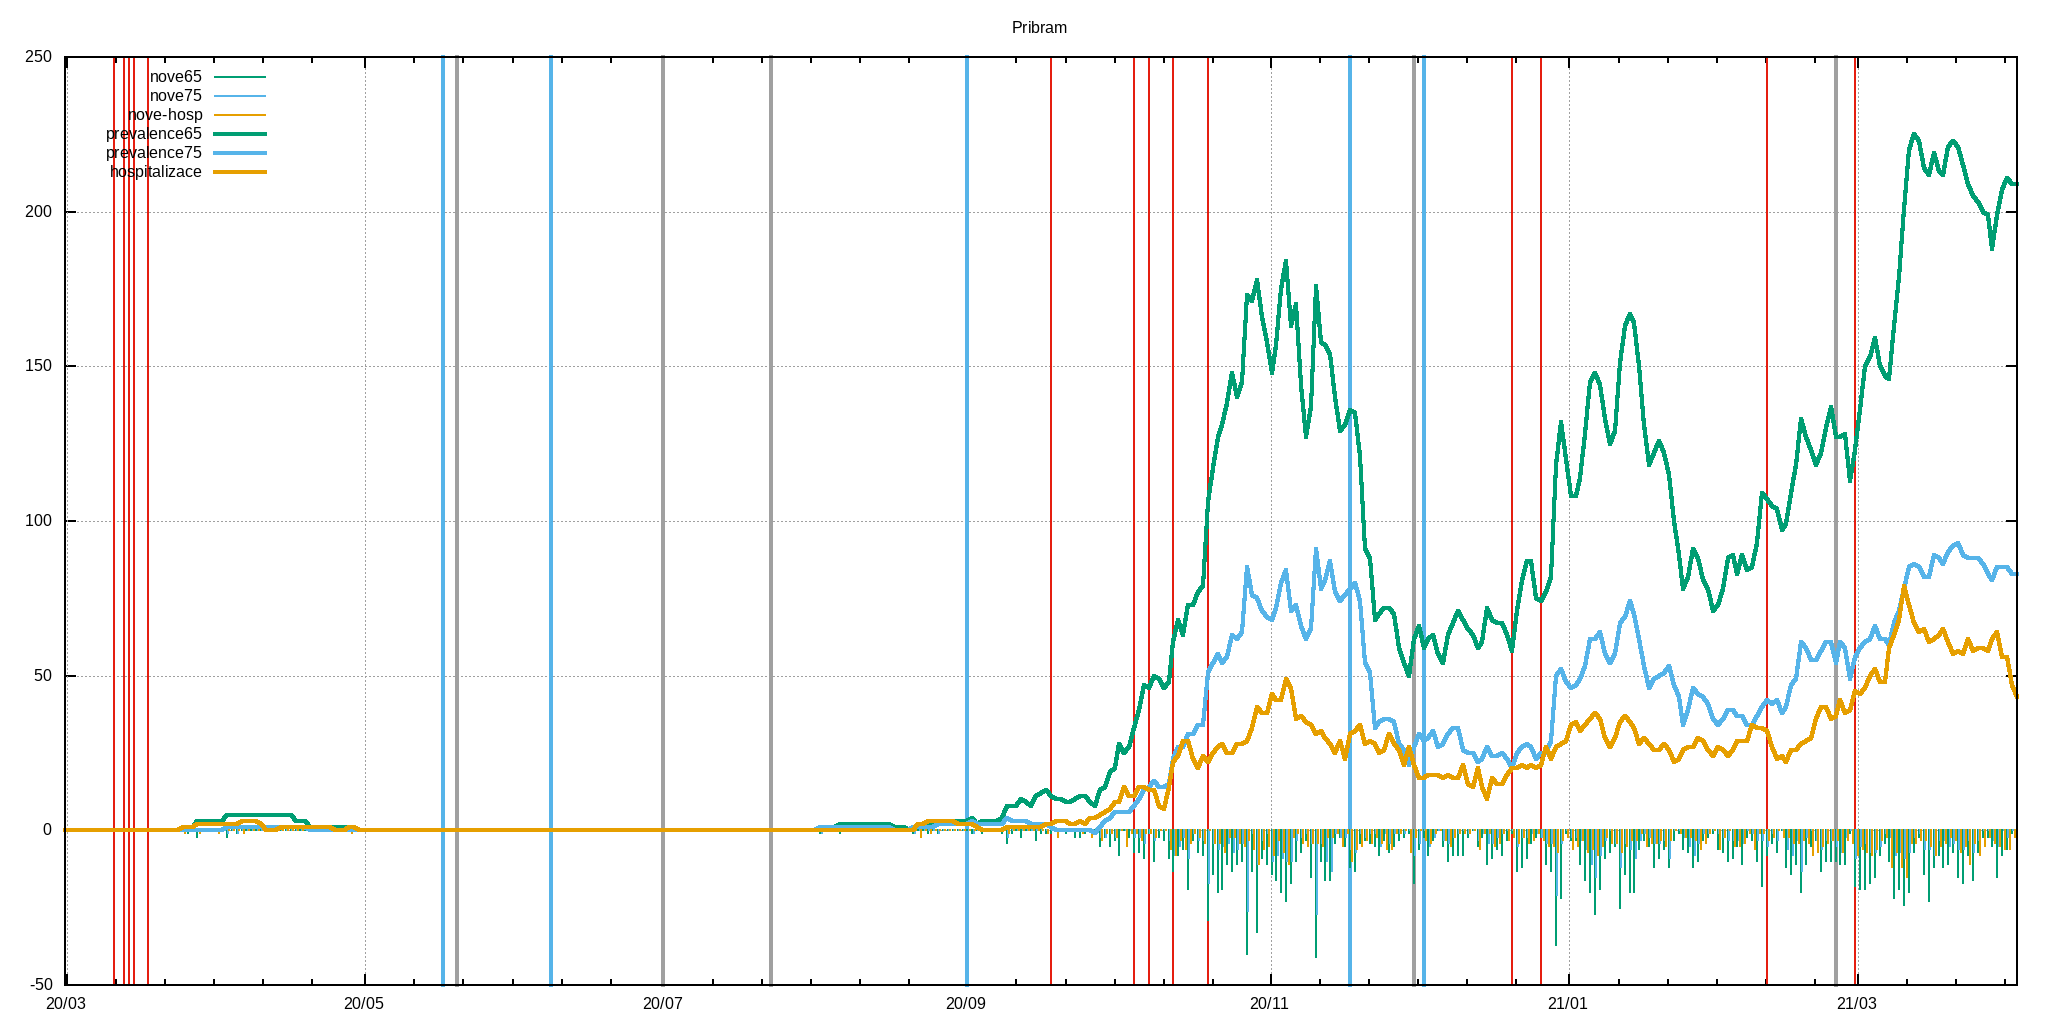 Pribram
250
nove65
nove75
nove-hosp
prevalence65
prevalence75
hospitalizace
200
150
100
50
0
-50
20/03 20/05 20/07 20/09 20/11 21/01 21/03